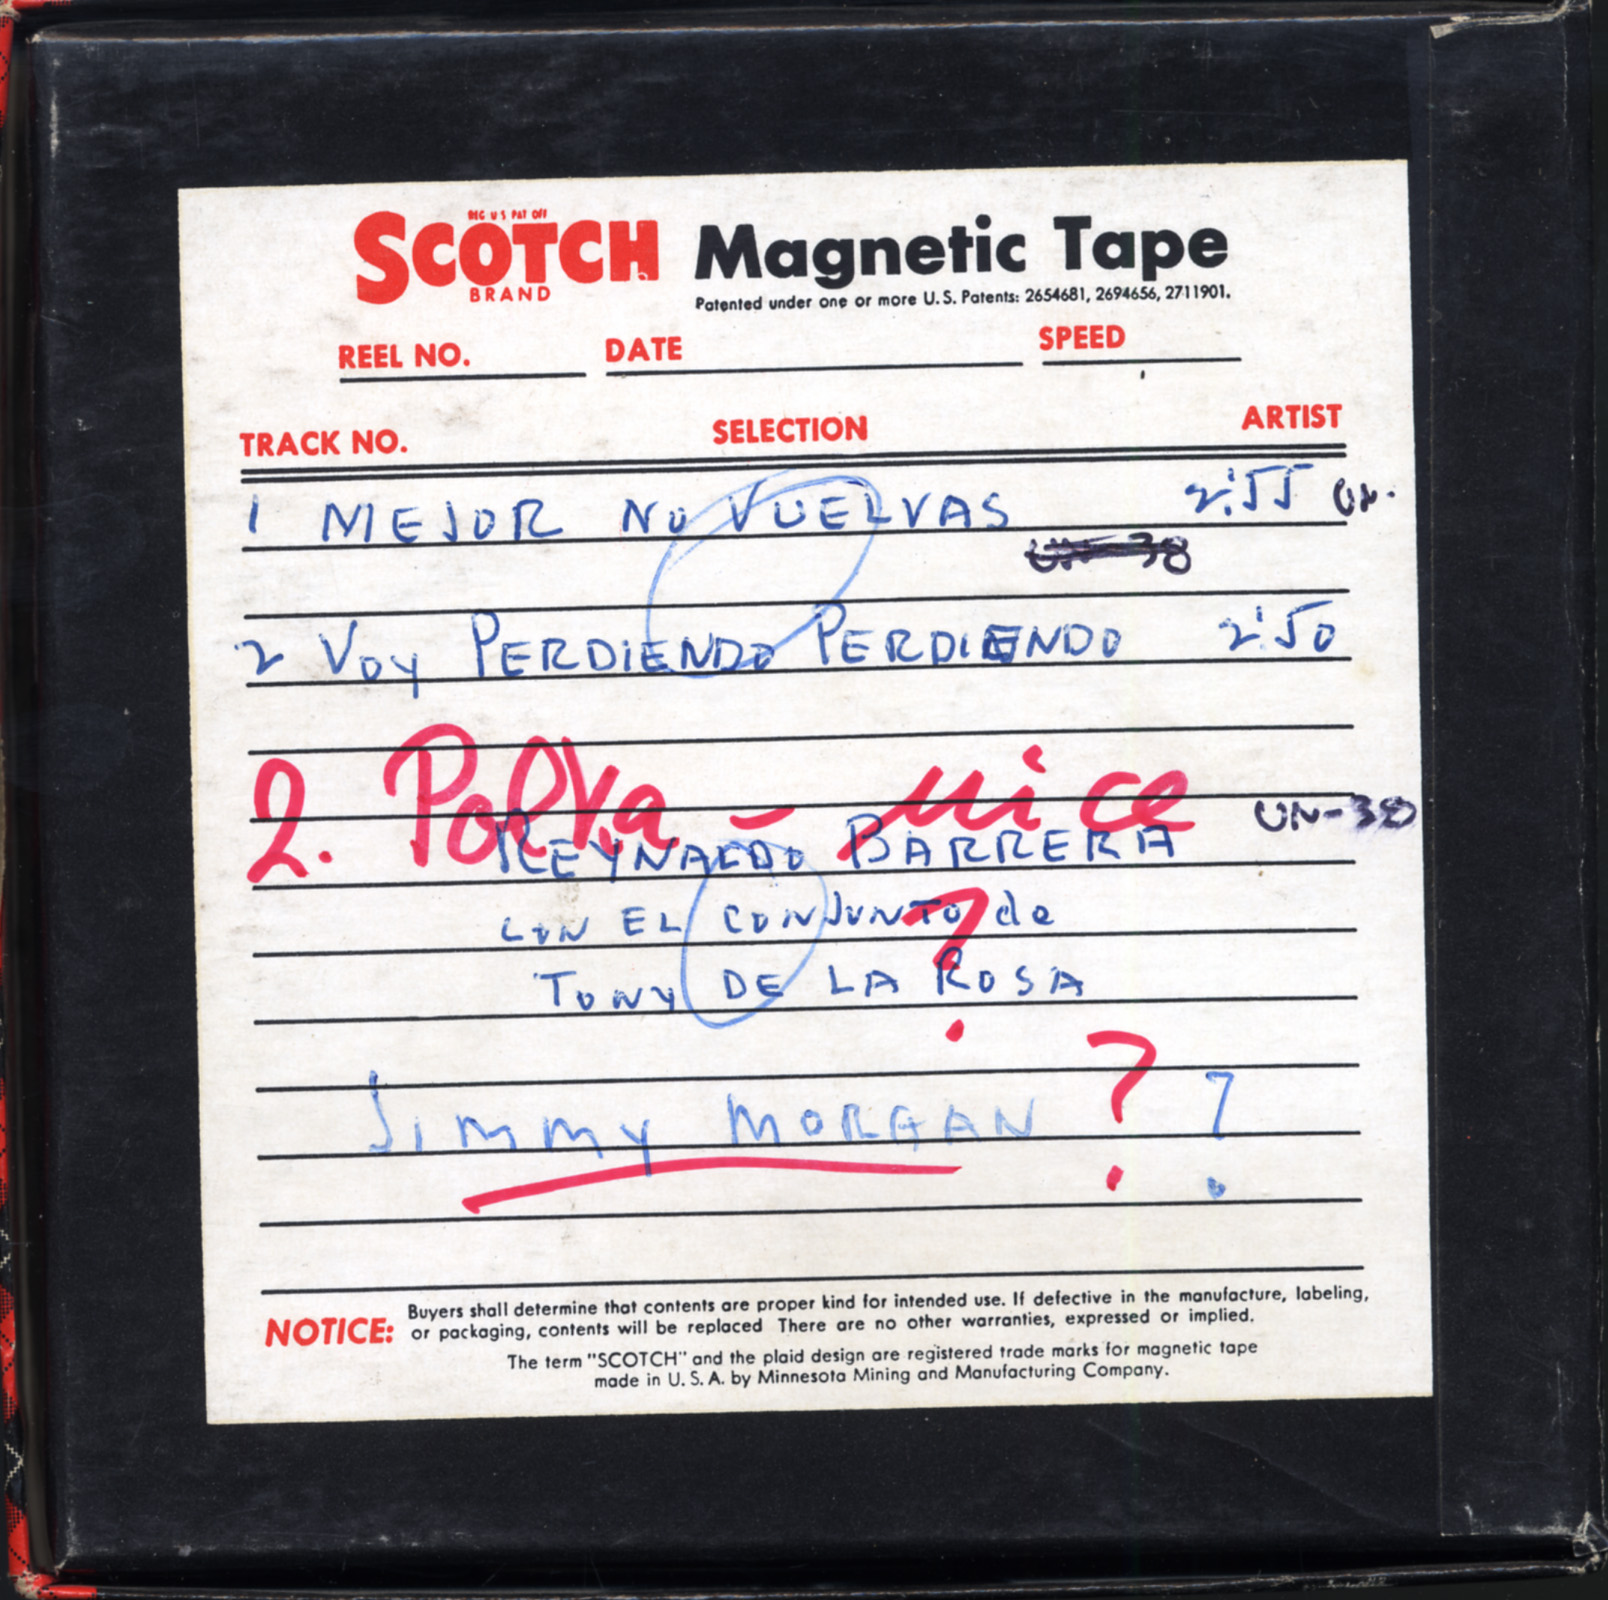 REG U S PAT OFF
SCOTCH Magnetic Tape
BRAND
Patented under one or more U.S. Patents: 2654681, 2694656, 2711901.
REEL NO. DATE SPEED
TRACK NO. SELECTION ARTIST
1 MEJOR NO VUELVAS 2:55 UN-
UN-38
2 VOY PERDIENDO PERDIENDO 2:50
2. Polka - nice UN-38
REYNALDO BARRERA
CON EL CONJUNTO de ?
TONY DE LA ROSA
JIMMY MORGAN ? ?
NOTICE: Buyers shall determine that contents are proper kind for intended use. If defective in the manufacture, labeling,
or packaging, contents will be replaced There are no other warranties, expressed or implied.
The term "SCOTCH" and the plaid design are registered trade marks for magnetic tape
made in U.S.A. by Minnesota Mining and Manufacturing Company.